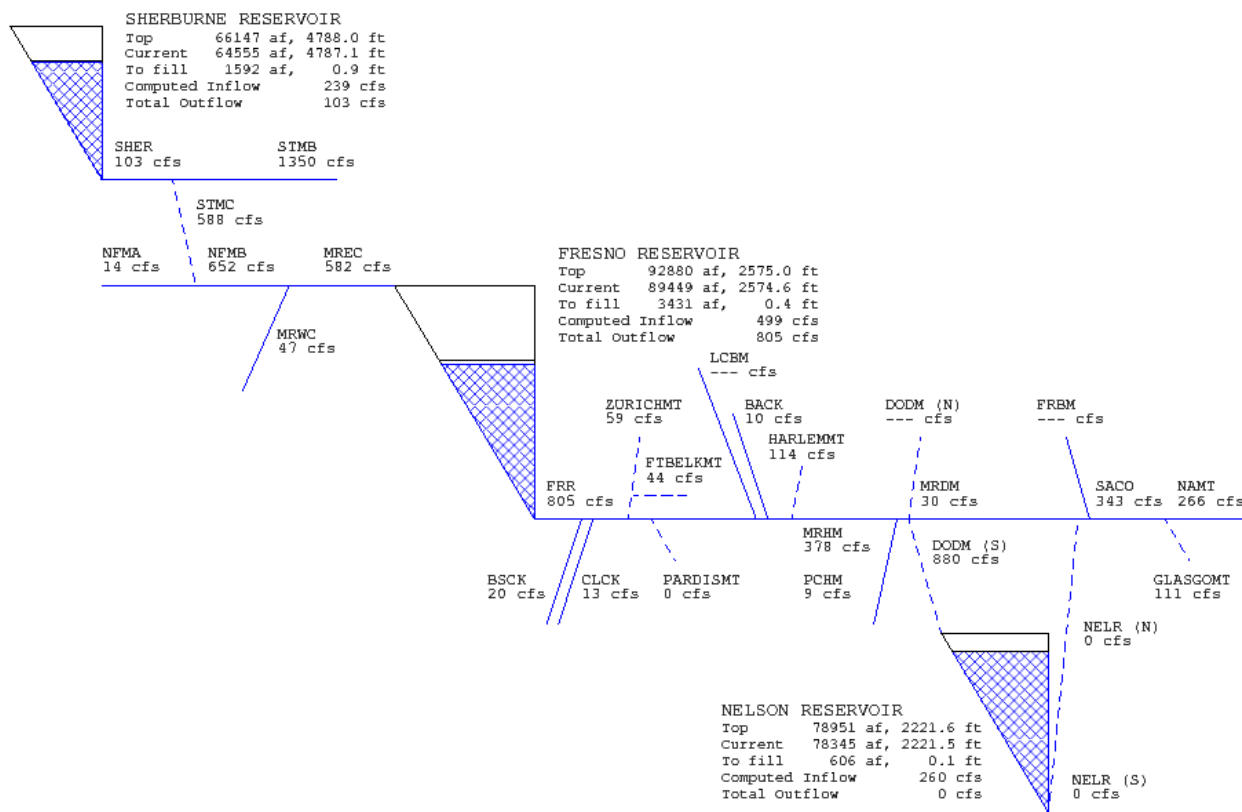 SHERBURNE RESERVOIR
Top 66147 af, 4788.0 ft
Current 64555 af, 4787.1 ft
To fill 1592 af, 0.9 ft
Computed Inflow 239 cfs
Total Outflow 103 cfs
SHER
103 cfs
STMB
1350 cfs
STMC
588 cfs
NFMA
14 cfs
NFMB
652 cfs
MREC
582 cfs
MRWC
47 cfs
FRESNO RESERVOIR
Top 92880 af, 2575.0 ft
Current 89449 af, 2574.6 ft
To fill 3431 af, 0.4 ft
Computed Inflow 499 cfs
Total Outflow 805 cfs
LCBM
--- cfs
ZURICHMT
59 cfs
BACK
10 cfs
DODM (N)
--- cfs
FRBM
--- cfs
HARLEMMT
114 cfs
FTBELKMT
44 cfs
FRR
805 cfs
MRDM
30 cfs
SACO
343 cfs
NAMT
266 cfs
MRHM
378 cfs
DODM (S)
880 cfs
BSCK
20 cfs
CLCK
13 cfs
PARDISMT
0 cfs
PCHM
9 cfs
GLASGOMT
111 cfs
NELR (N)
0 cfs
NELSON RESERVOIR
Top 78951 af, 2221.6 ft
Current 78345 af, 2221.5 ft
To fill 606 af, 0.1 ft
Computed Inflow 260 cfs
Total Outflow 0 cfs
NELR (S)
0 cfs